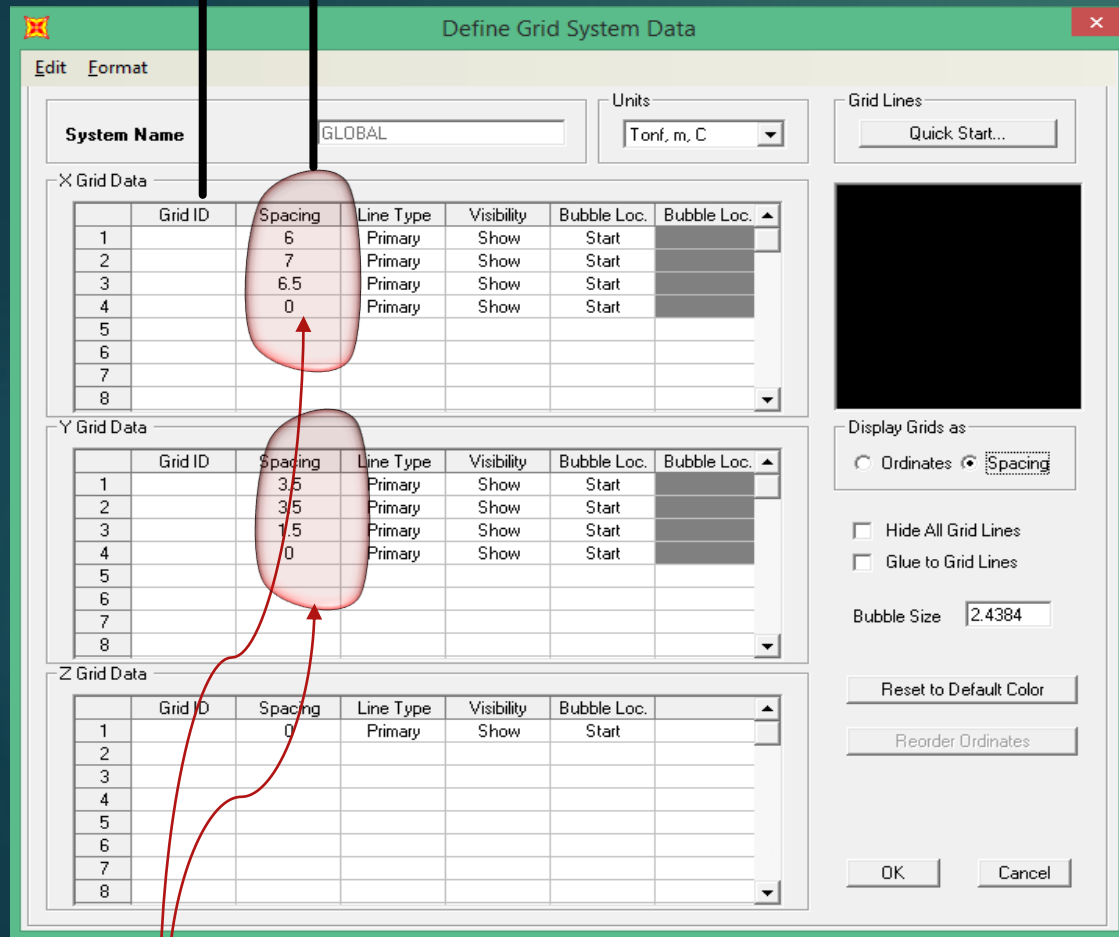 Define Grid System Data
Edit Format
System Name GLOBAL
Units
Tonf, m, C
Grid Lines
Quick Start...
X Grid Data
Grid ID Spacing Line Type Visibility Bubble Loc. Bubble Loc.
1 6 Primary Show Start
2 7 Primary Show Start
3 6.5 Primary Show Start
4 0 Primary Show Start
5
6
7
8
Y Grid Data
Grid ID Spacing Line Type Visibility Bubble Loc. Bubble Loc.
1 3.5 Primary Show Start
2 3.5 Primary Show Start
3 1.5 Primary Show Start
4 0 Primary Show Start
5
6
7
8
Z Grid Data
Grid ID Spacing Line Type Visibility Bubble Loc.
1 0 Primary Show Start
2
3
4
5
6
7
8
Display Grids as
Ordinates Spacing
Hide All Grid Lines
Glue to Grid Lines
Bubble Size 2.4384
Reset to Default Color
Reorder Ordinates
OK Cancel